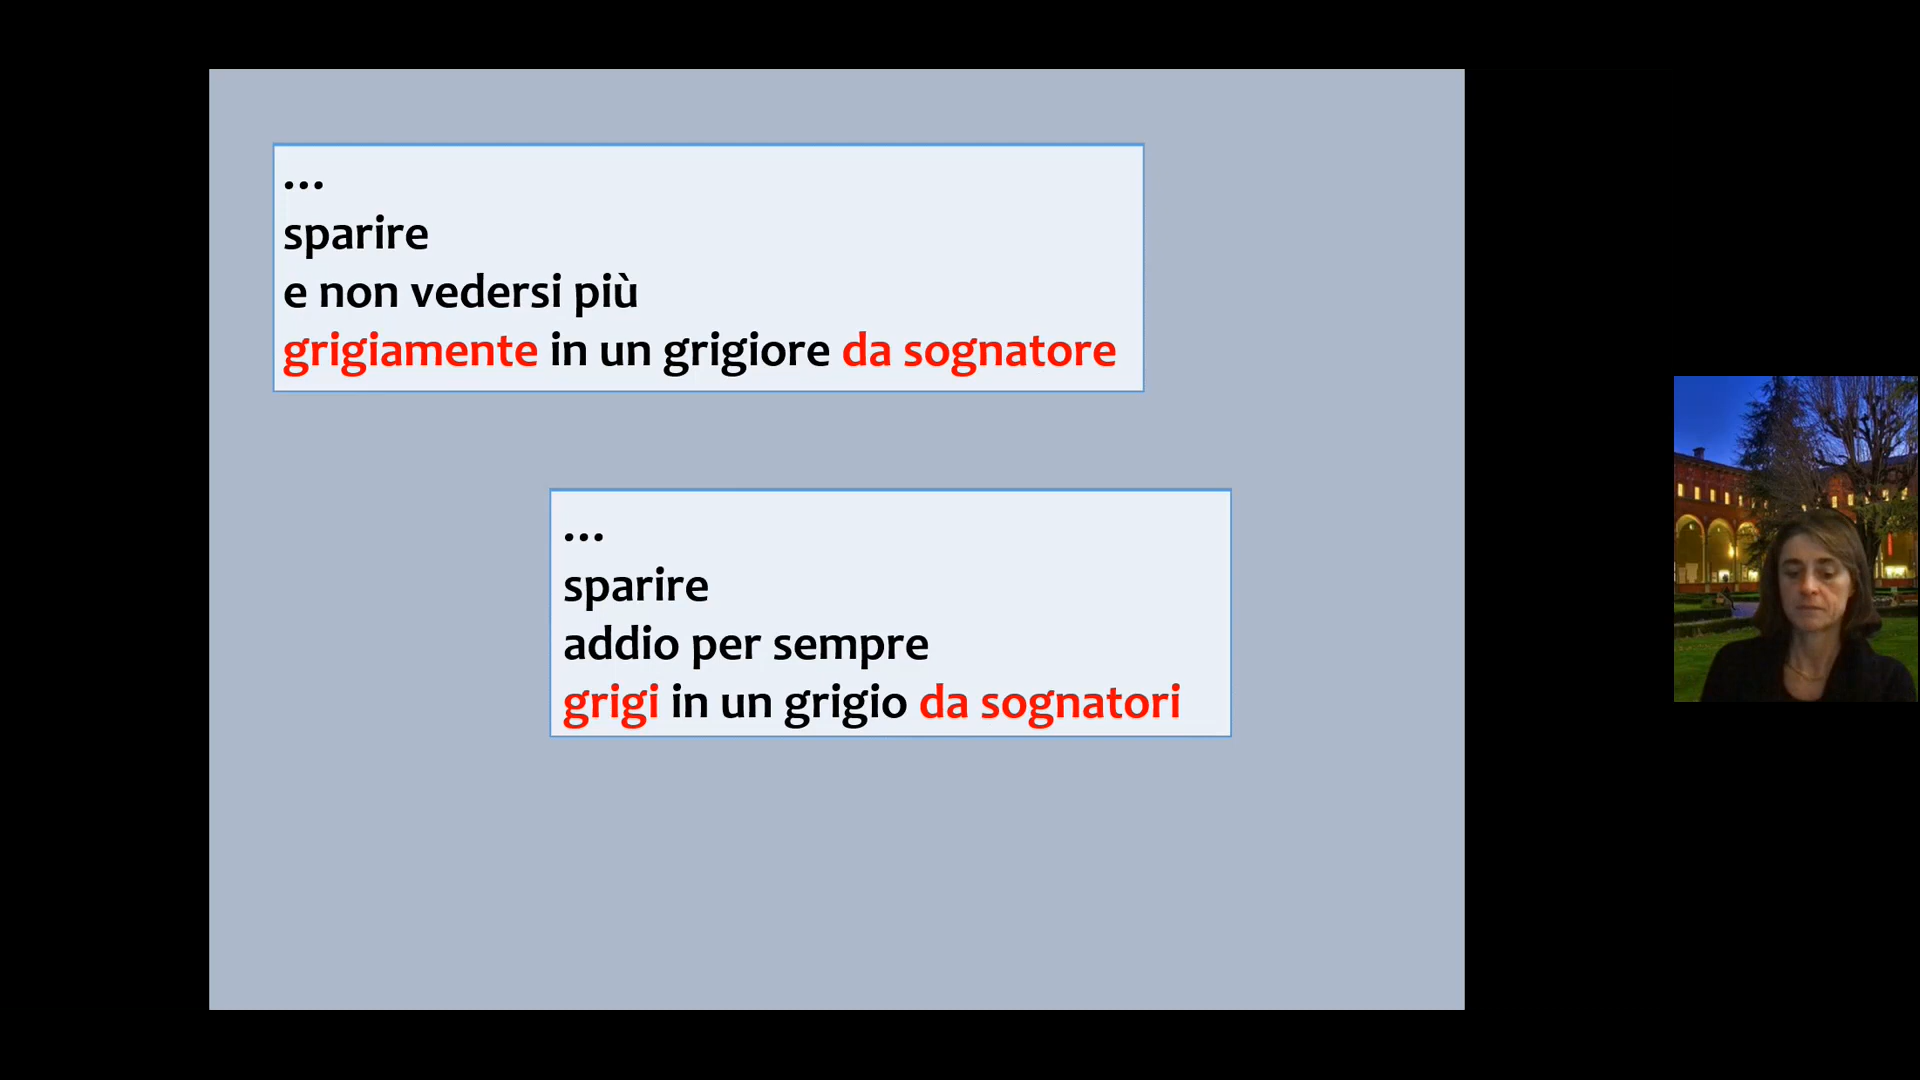 ...
sparire
e non vedersi più
grigiamente in un grigiore da sognatore
...
sparire
addio per sempre
grigi in un grigio da sognatori